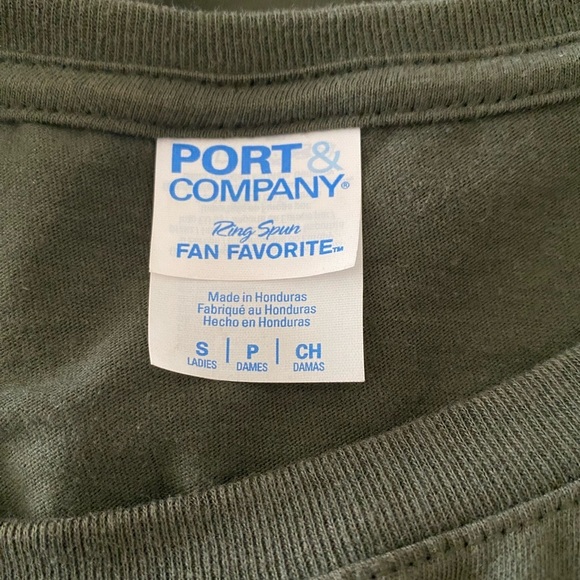 PORT &
COMPANY®
Ring Spun
FAN FAVORITE™
Made in Honduras
Fabriqué au Honduras
Hecho en Honduras
S | P | CH
LADIES DAMES DAMAS